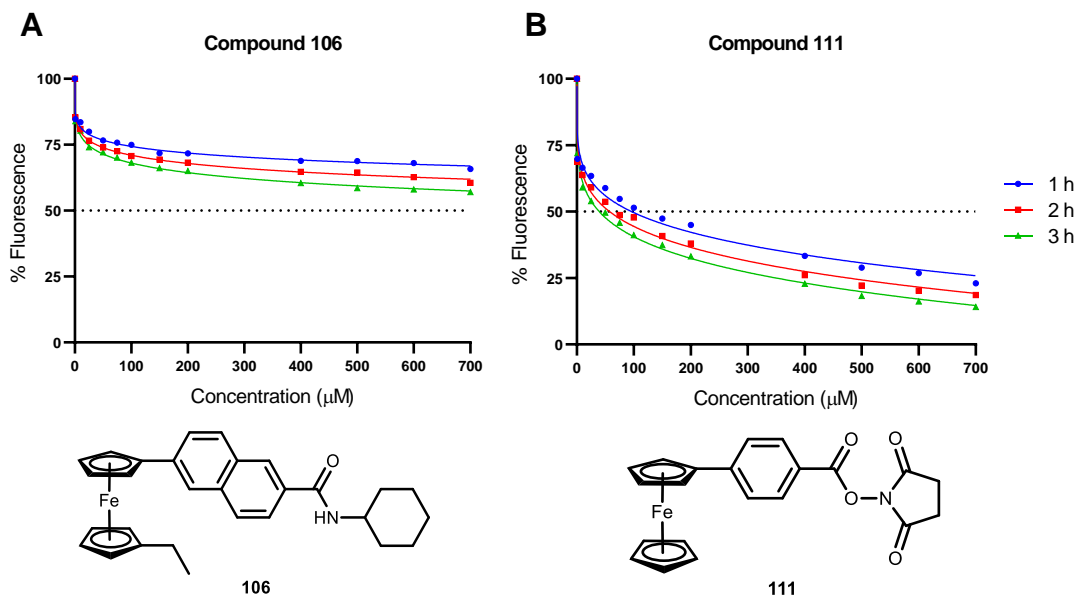 A
Compound 106
% Fluorescence
100
75
50
25
0
0 100 200 300 400 500 600 700
Concentration (μM)
B
Compound 111
% Fluorescence
100
75
50
25
0
0 100 200 300 400 500 600 700
Concentration (μM)
1 h
2 h
3 h
Fe
O
HN
106
Fe
O
O
N
O
O
111